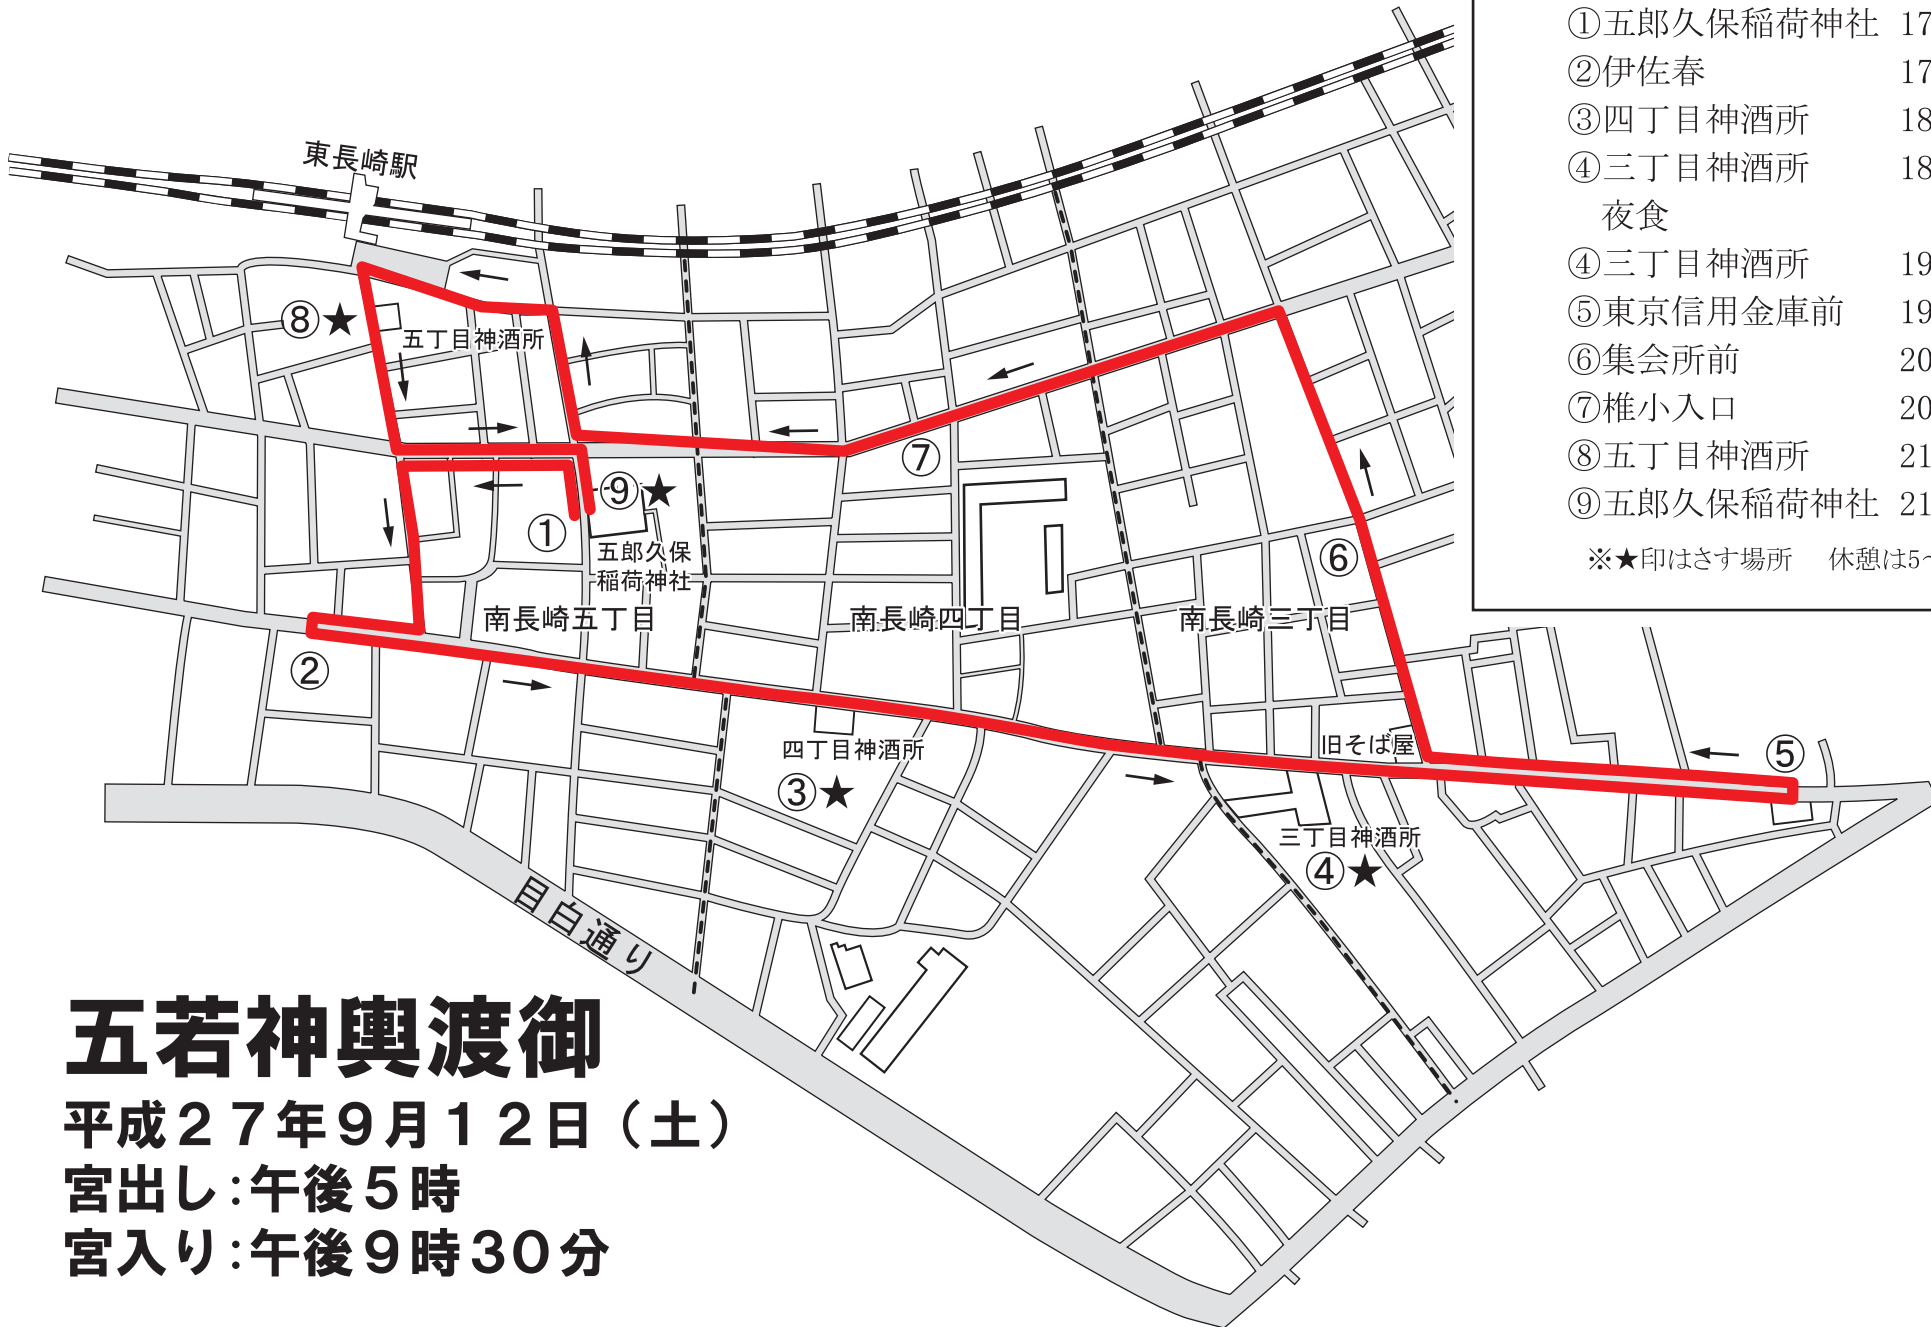 ①五郎久保稲荷神社 17
②伊佐春 17
③四丁目神酒所 18
④三丁目神酒所 18
夜食
④三丁目神酒所 19
⑤東京信用金庫前 19
⑥集会所前 20
⑦椎小入口 20
⑧五丁目神酒所 21
⑨五郎久保稲荷神社 21
※★印はさす場所 休憩は5~
東長崎駅
⑧★
五丁目神酒所
⑦
⑨★
①
五郎久保
稲荷神社
⑥
南長崎五丁目
南長崎四丁目
南長崎三丁目
②
四丁目神酒所
③★
旧そば屋
⑤
三丁目神酒所
④★
目白通り
五若神輿渡御
平成27年9月12日(土)
宮出し:午後5時
宮入り:午後9時30分